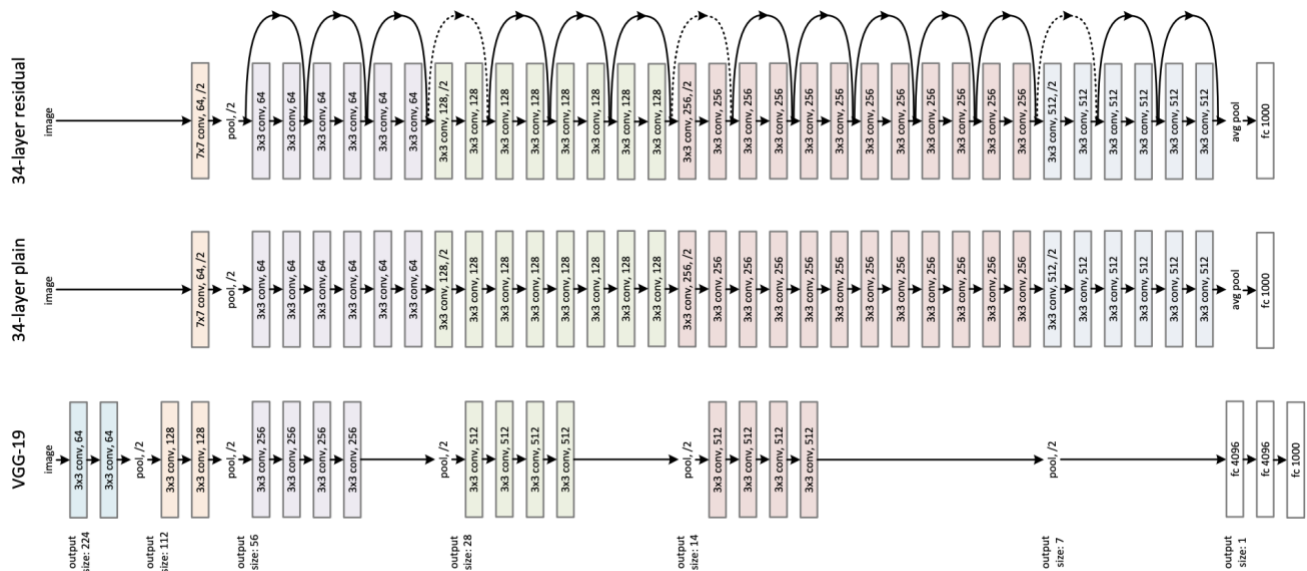 34-layer residual
image
7x7 conv, 64, /2
pool, /2
3x3 conv, 64
3x3 conv, 64
3x3 conv, 64
3x3 conv, 64
3x3 conv, 64
3x3 conv, 64
3x3 conv, 128, /2
3x3 conv, 128
3x3 conv, 128
3x3 conv, 128
3x3 conv, 128
3x3 conv, 128
3x3 conv, 128
3x3 conv, 128
3x3 conv, 256, /2
3x3 conv, 256
3x3 conv, 256
3x3 conv, 256
3x3 conv, 256
3x3 conv, 256
3x3 conv, 256
3x3 conv, 256
3x3 conv, 256
3x3 conv, 256
3x3 conv, 256
3x3 conv, 256
3x3 conv, 512, /2
3x3 conv, 512
3x3 conv, 512
3x3 conv, 512
3x3 conv, 512
3x3 conv, 512
avg pool
fc 1000
34-layer plain
image
7x7 conv, 64, /2
pool, /2
3x3 conv, 64
3x3 conv, 64
3x3 conv, 64
3x3 conv, 64
3x3 conv, 64
3x3 conv, 64
3x3 conv, 128, /2
3x3 conv, 128
3x3 conv, 128
3x3 conv, 128
3x3 conv, 128
3x3 conv, 128
3x3 conv, 128
3x3 conv, 128
3x3 conv, 256, /2
3x3 conv, 256
3x3 conv, 256
3x3 conv, 256
3x3 conv, 256
3x3 conv, 256
3x3 conv, 256
3x3 conv, 256
3x3 conv, 256
3x3 conv, 256
3x3 conv, 256
3x3 conv, 256
3x3 conv, 512, /2
3x3 conv, 512
3x3 conv, 512
3x3 conv, 512
3x3 conv, 512
3x3 conv, 512
avg pool
fc 1000
VGG-19
image
3x3 conv, 64
3x3 conv, 64
pool, /2
3x3 conv, 128
3x3 conv, 128
pool, /2
3x3 conv, 256
3x3 conv, 256
3x3 conv, 256
3x3 conv, 256
pool, /2
3x3 conv, 512
3x3 conv, 512
3x3 conv, 512
3x3 conv, 512
pool, /2
3x3 conv, 512
3x3 conv, 512
3x3 conv, 512
3x3 conv, 512
pool, /2
fc 4096
fc 4096
fc 1000
output
size: 224
output
size: 112
output
size: 56
output
size: 28
output
size: 14
output
size: 7
output
size: 1